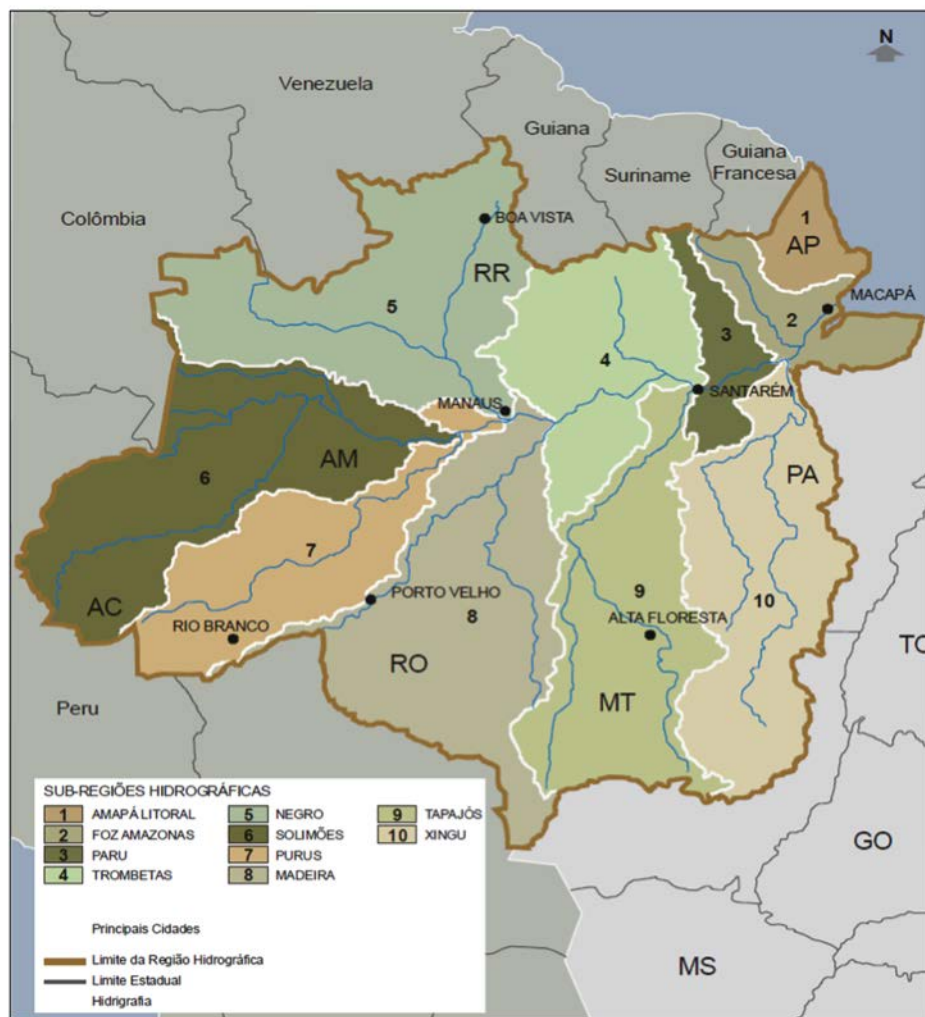 N
Venezuela
Guiana
Suriname
Guiana
Francesa
Colômbia
1
AP
BOA VISTA
RR
MACAPÁ
5
2
3
4
SANTARÉM
MANAUS
AM
6
PA
7
PORTO VELHO
9
10
AC
RIO BRANCO
8
ALTA FLORESTA
RO
TO
MT
Peru
SUB-REGIÕES HIDROGRÁFICAS
1 AMAPÁ LITORAL
2 FOZ AMAZONAS
3 PARU
4 TROMBETAS
5 NEGRO
6 SOLIMÕES
7 PURUS
8 MADEIRA
9 TAPAJÓS
10 XINGU
Principais Cidades
Limite da Região Hidrográfica
Limite Estadual
Hidrigrafia
GO
MS